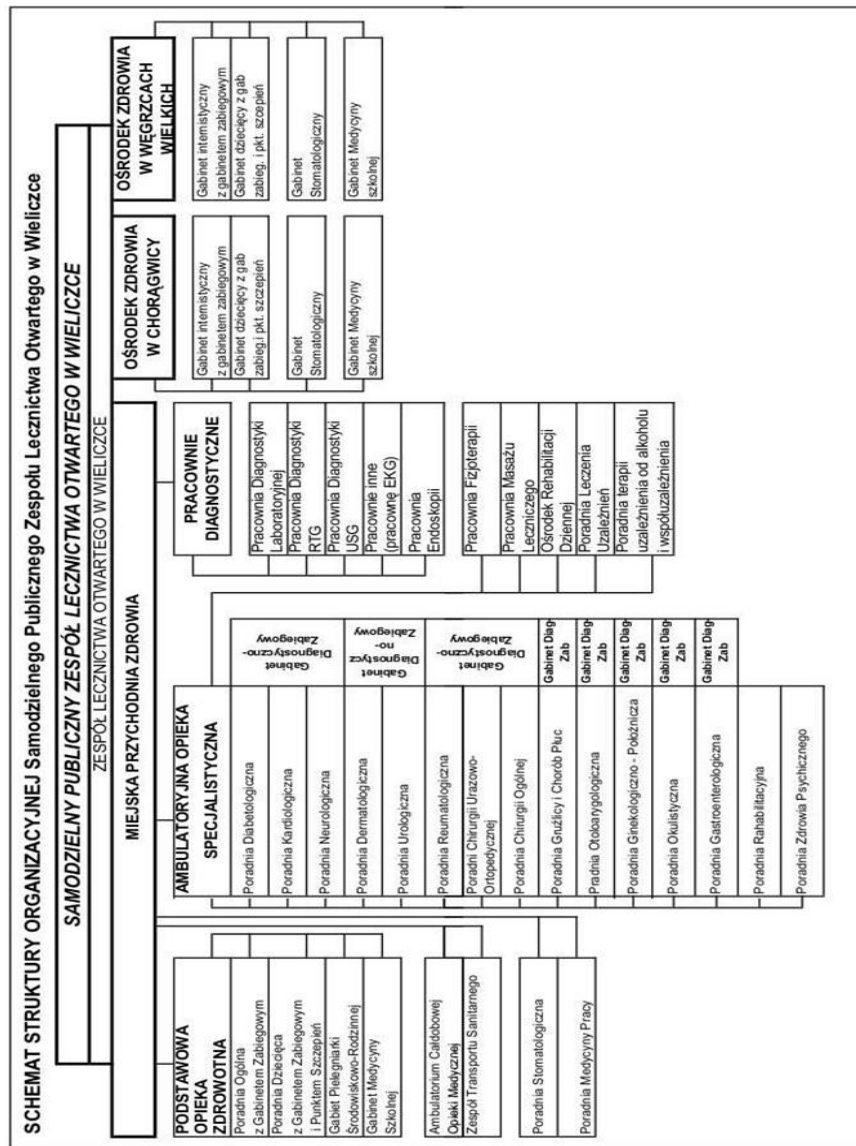 SCHEMAT STRUKTURY ORGANIZACYJNEJ Samodzielnego Publicznego Zespołu Lecznictwa Otwartego w Wieliczce
SAMODZIELNY PUBLICZNY ZESPÓŁ LECZNICTWA OTWARTEGO W WIELICZCE
ZESPÓŁ LECZNICTWA OTWARTEGO W WIELICZCE
MIEJSKA PRZYCHODNIA ZDROWIA
PODSTAWOWA
OPIEKA
ZDROWOTNA
Poradnia Ogólna
z Gabinetem Zabiegowym
Poradnia Dziecięca
z Gabinetem Zabiegowym
i Punktem Szczepień
Gabiet Pielęgniarki
Środowiskowo-Rodzinnej
Gabinet Medycyny
Szkolnej
Ambulatorium Całdobowej
Opieki Medycznej
Zespół Transportu Sanitarnego
Poradnia Stomatologiczna
Poradnia Medycyny Pracy
AMBULATORYJNA OPIEKA
SPECJALISTYCZNA
Poradnia Diabetologiczna
Poradnia Kardiologiczna
Poradnia Neurologiczna
Gabinet
Diagnostyczno-
Zabiegowy
Poradnia Dermatologiczna
Poradnia Urologiczna
Gabinet
Diagnostycz
no-
Zabiegowy
Poradnia Reumatologiczna
Poradni Chirurgii Urazowo-
Ortopedycznej
Poradnia Chirurgii Ogólnej
Gabinet
Diagnostyczno-
Zabiegowy
Poradnia Gruźlicy i Chorób Płuc
Gabinet Diag-
Zab
Pradnia Otoloarygologiczna
Gabinet Diag-
Zab
Poradnia Ginekologiczno - Położnicza
Gabinet Diag-
Zab
Poradnia Okulistyczna
Gabinet Diag-
Zab
Poradnia Gastroenterologiczna
Gabinet Diag-
Zab
Poradnia Rahabilitacyjna
Poradnia Zdrowia Psychicznego
PRACOWNIE
DIAGNOSTYCZNE
Pracownia Diagnostyki
Laboratoryjnej
Pracownia Diagnostyki
RTG
Pracownia Diagnostyki
USG
Pracownie inne
(pracownę EKG)
Pracownia
Endoskopii
Pracownia Fizjoterapii
Pracownia Masażu
Leczniczego
Ośrodek Rehabilitacji
Dziennej
Poradnia Leczenia
Uzależnień
Poradnia terapii
uzależnienia od alkoholu
i współuzależnienia
OŚRODEK ZDROWIA
W CHORĄGWICY
Gabinet internistyczny
z gabinetem zabiegowym
Gabinet dziecięcy z gab
zabieg.i pkt. szczepień
Gabinet
Stomatologiczny
Gabinet Medycyny
szkolnej
OŚRODEK ZDROWIA
W WĘGRZCACH
WIELKICH
Gabinet internistyczny
z gabinetem zabiegowym
Gabinet dziecięcy z gab
zabieg. i pkt. szcepień
Gabinet
Stomatologiczny
Gabinet Medycyny
szkolnej